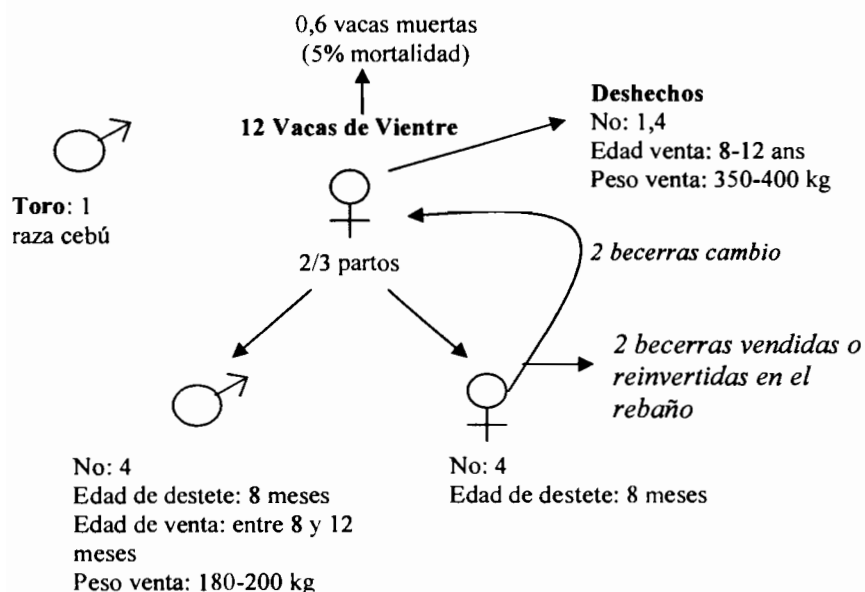 0,6 vacas muertas
(5% mortalidad)
12 Vacas de Vientre
Deshechos
No: 1,4
Edad venta: 8-12 ans
Peso venta: 350-400 kg
Toro: 1
raza cebú
2/3 partos
2 becerras cambio
2 becerras vendidas o
reinvertidas en el
rebaño
No: 4
Edad de destete: 8 meses
Edad de venta: entre 8 y 12
meses
Peso venta: 180-200 kg
No: 4
Edad de destete: 8 meses